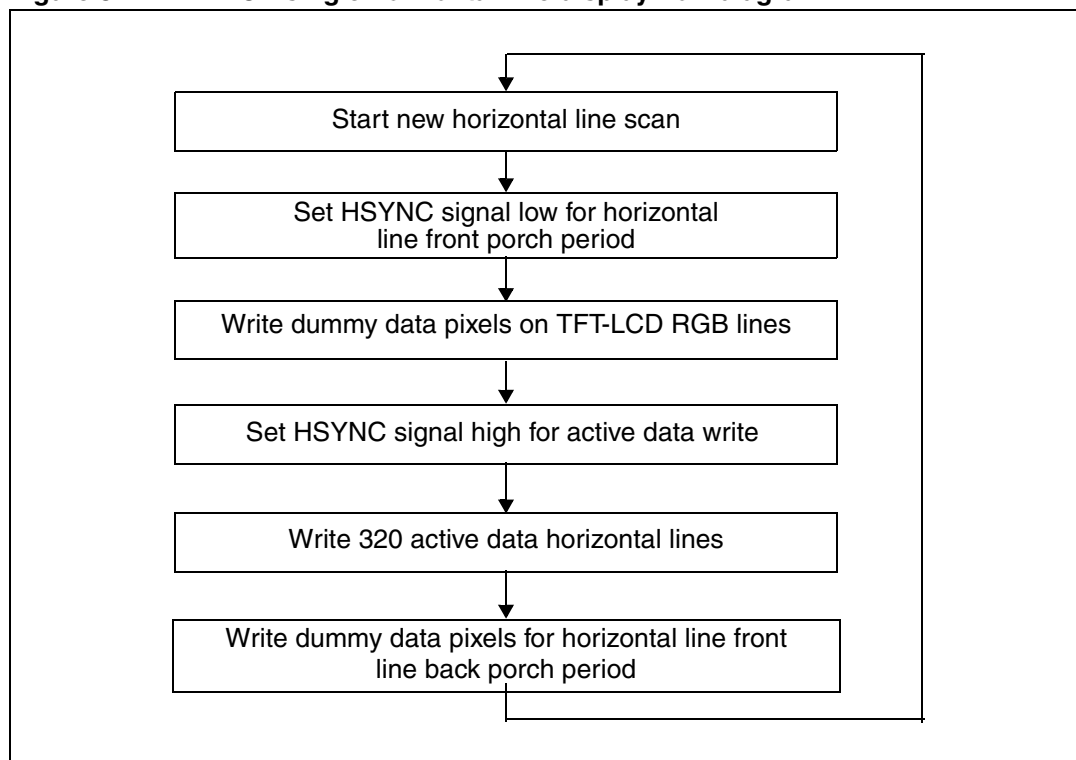 Start new horizontal line scan
Set HSYNC signal low for horizontal
line front porch period
Write dummy data pixels on TFT-LCD RGB lines
Set HSYNC signal high for active data write
Write 320 active data horizontal lines
Write dummy data pixels for horizontal line front
line back porch period